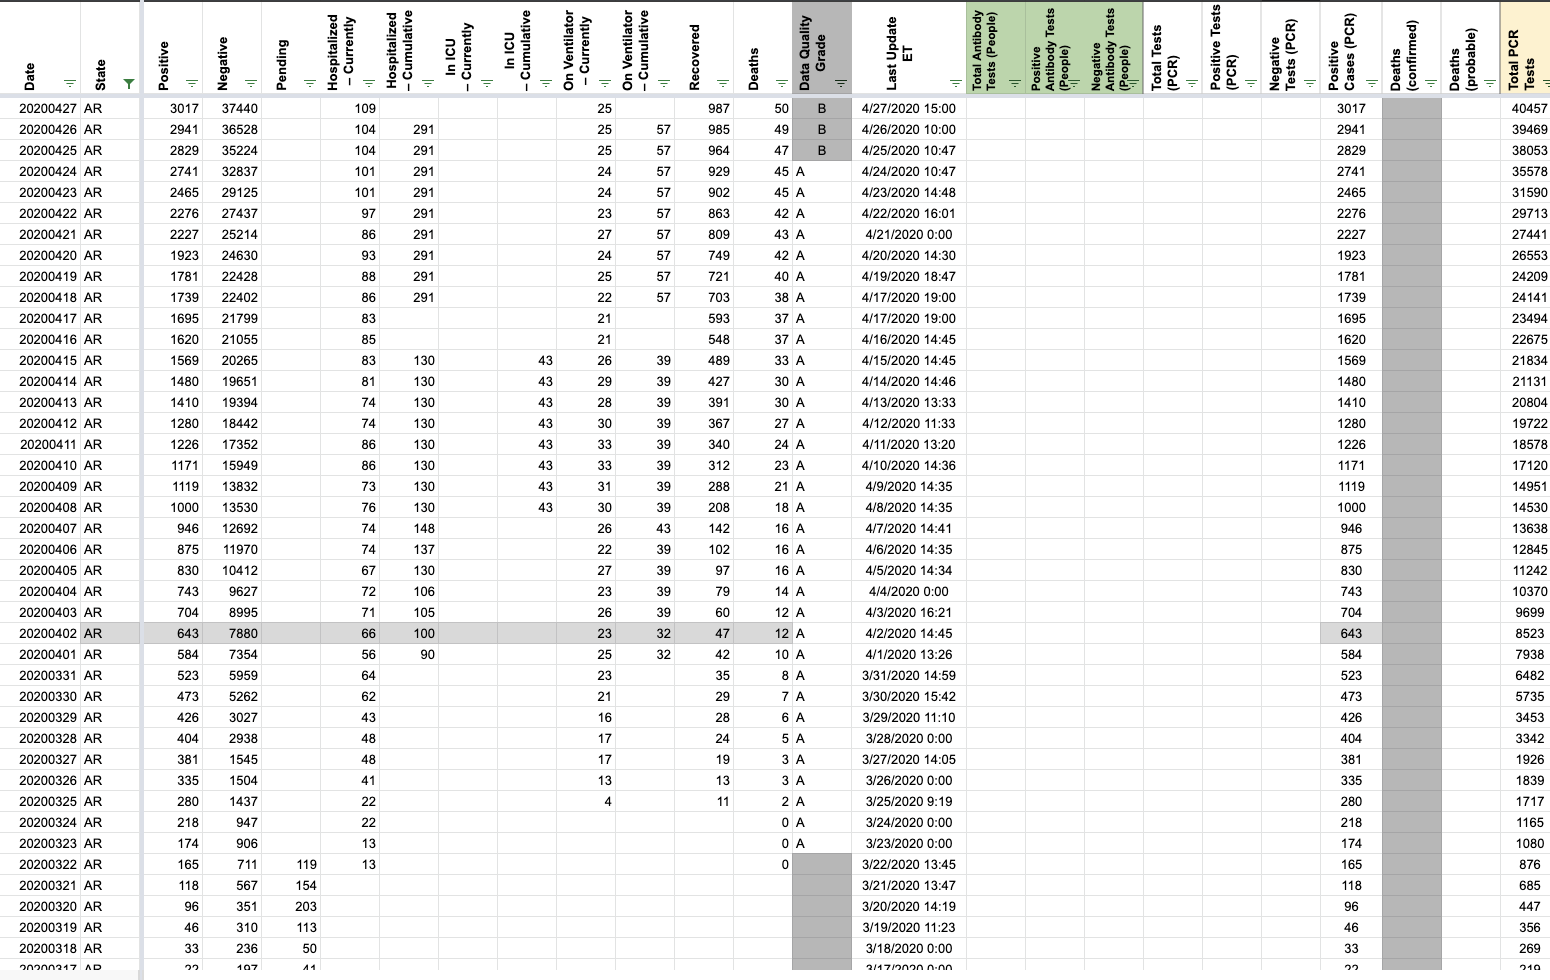 Date State Positive Negative Pending Hospitalized – Currently Hospitalized – Cumulative In ICU – Currently In ICU – Cumulative On Ventilator – Currently On Ventilator – Cumulative Recovered Deaths Data Quality Grade Last Update ET Total Antibody Tests (People) Positive Antibody Tests (People) Negative Antibody Tests (People) Total Tests (PCR) Positive Tests (PCR) Negative Tests (PCR) Positive Cases (PCR) Deaths (confirmed) Deaths (probable) Total PCR Tests
20200427 AR 3017 37440 109 25 987 50 B 4/27/2020 15:00 3017 40457
20200426 AR 2941 36528 104 291 25 57 985 49 B 4/26/2020 10:00 2941 39469
20200425 AR 2829 35224 104 291 25 57 964 47 B 4/25/2020 10:47 2829 38053
20200424 AR 2741 32837 101 291 24 57 929 45 A 4/24/2020 10:47 2741 35578
20200423 AR 2465 29125 101 291 24 57 902 45 A 4/23/2020 14:48 2465 31590
20200422 AR 2276 27437 97 291 23 57 863 42 A 4/22/2020 16:01 2276 29713
20200421 AR 2227 25214 86 291 27 57 809 43 A 4/21/2020 0:00 2227 27441
20200420 AR 1923 24630 93 291 24 57 749 42 A 4/20/2020 14:30 1923 26553
20200419 AR 1781 22428 88 291 25 57 721 40 A 4/19/2020 18:47 1781 24209
20200418 AR 1739 22402 86 291 22 57 703 38 A 4/17/2020 19:00 1739 24141
20200417 AR 1695 21799 83 21 593 37 A 4/17/2020 19:00 1695 23494
20200416 AR 1620 21055 85 21 548 37 A 4/16/2020 14:45 1620 22675
20200415 AR 1569 20265 83 130 43 26 39 489 33 A 4/15/2020 14:45 1569 21834
20200414 AR 1480 19651 81 130 43 29 39 427 30 A 4/14/2020 14:46 1480 21131
20200413 AR 1410 19394 74 130 43 28 39 391 30 A 4/13/2020 13:33 1410 20804
20200412 AR 1280 18442 74 130 43 30 39 367 27 A 4/12/2020 11:33 1280 19722
20200411 AR 1226 17352 86 130 43 33 39 340 24 A 4/11/2020 13:20 1226 18578
20200410 AR 1171 15949 86 130 43 33 39 312 23 A 4/10/2020 14:36 1171 17120
20200409 AR 1119 13832 73 130 43 31 39 288 21 A 4/9/2020 14:35 1119 14951
20200408 AR 1000 13530 76 130 43 30 39 208 18 A 4/8/2020 14:35 1000 14530
20200407 AR 946 12692 74 148 26 43 142 16 A 4/7/2020 14:41 946 13638
20200406 AR 875 11970 74 137 22 39 102 16 A 4/6/2020 14:35 875 12845
20200405 AR 830 10412 67 130 27 39 97 16 A 4/5/2020 14:34 830 11242
20200404 AR 743 9627 72 106 23 39 79 14 A 4/4/2020 0:00 743 10370
20200403 AR 704 8995 71 105 26 39 60 12 A 4/3/2020 16:21 704 9699
20200402 AR 643 7880 66 100 23 32 47 12 A 4/2/2020 14:45 643 8523
20200401 AR 584 7354 56 90 25 32 42 10 A 4/1/2020 13:26 584 7938
20200331 AR 523 5959 64 23 35 8 A 3/31/2020 14:59 523 6482
20200330 AR 473 5262 62 21 29 7 A 3/30/2020 15:42 473 5735
20200329 AR 426 3027 43 16 28 6 A 3/29/2020 11:10 426 3453
20200328 AR 404 2938 48 17 24 5 A 3/28/2020 0:00 404 3342
20200327 AR 381 1545 48 17 19 3 A 3/27/2020 14:05 381 1926
20200326 AR 335 1504 41 13 13 3 A 3/26/2020 0:00 335 1839
20200325 AR 280 1437 22 4 11 2 A 3/25/2020 9:19 280 1717
20200324 AR 218 947 22 0 A 3/24/2020 0:00 218 1165
20200323 AR 174 906 13 0 A 3/23/2020 0:00 174 1080
20200322 AR 165 711 119 13 0 3/22/2020 13:45 165 876
20200321 AR 118 567 154 3/21/2020 13:47 118 685
20200320 AR 96 351 203 3/20/2020 14:19 96 447
20200319 AR 46 310 113 3/19/2020 11:23 46 356
20200318 AR 33 236 50 3/18/2020 0:00 33 269
20200317 AR 22 197 41 3/17/2020 0:00 22 219